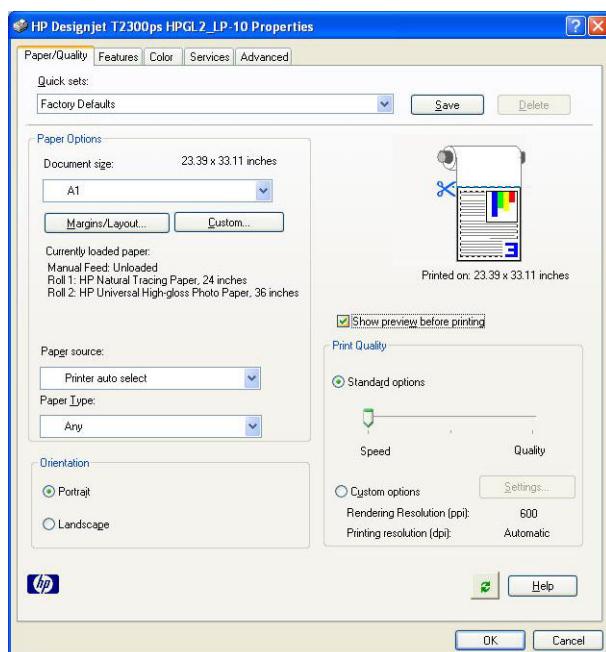 HP Designjet T2300ps HPGL2_LP-10 Properties
Paper/Quality Features Color Services Advanced
Quick sets:
Factory Defaults
Save
Delete
Paper Options
Document size: 23.39 x 33.11 inches
A1
Margins/Layout...
Custom...
Currently loaded paper:
Manual Feed: Unloaded
Roll 1: HP Natural Tracing Paper, 24 inches
Roll 2: HP Universal High-gloss Photo Paper, 36 inches
Paper source:
Printer auto select
Paper Type:
Any
Orientation
Portrait
Landscape
3
Printed on: 23.39 x 33.11 inches
Show preview before printing
Print Quality
Standard options
Speed Quality
Custom options
Settings...
Rendering Resolution (ppi): 600
Printing resolution (dpi): Automatic
hp
Help
OK
Cancel